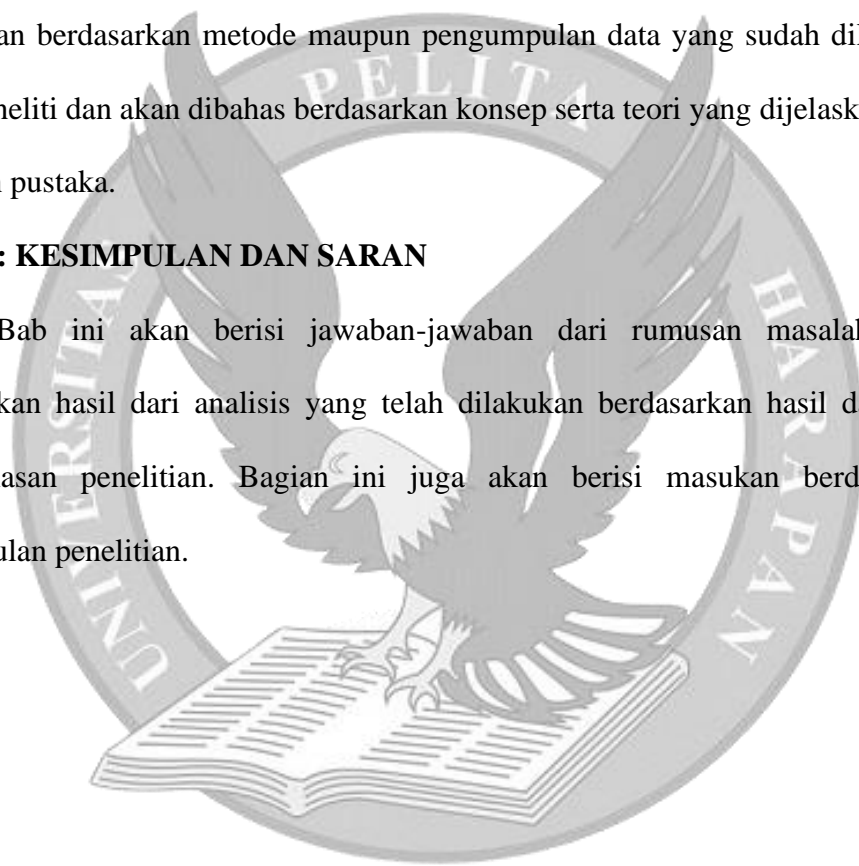 an berdasarkan metode maupun pengumpulan data yang sudah dil
neliti dan akan dibahas berdasarkan konsep serta teori yang dijelask
pustaka.
: KESIMPULAN DAN SARAN
Bab ini akan berisi jawaban-jawaban dari rumusan masalah
kan hasil dari analisis yang telah dilakukan berdasarkan hasil da
asan penelitian. Bagian ini juga akan berisi masukan berd
ulan penelitian.
UNIVERSITAS PELITA HARAPAN